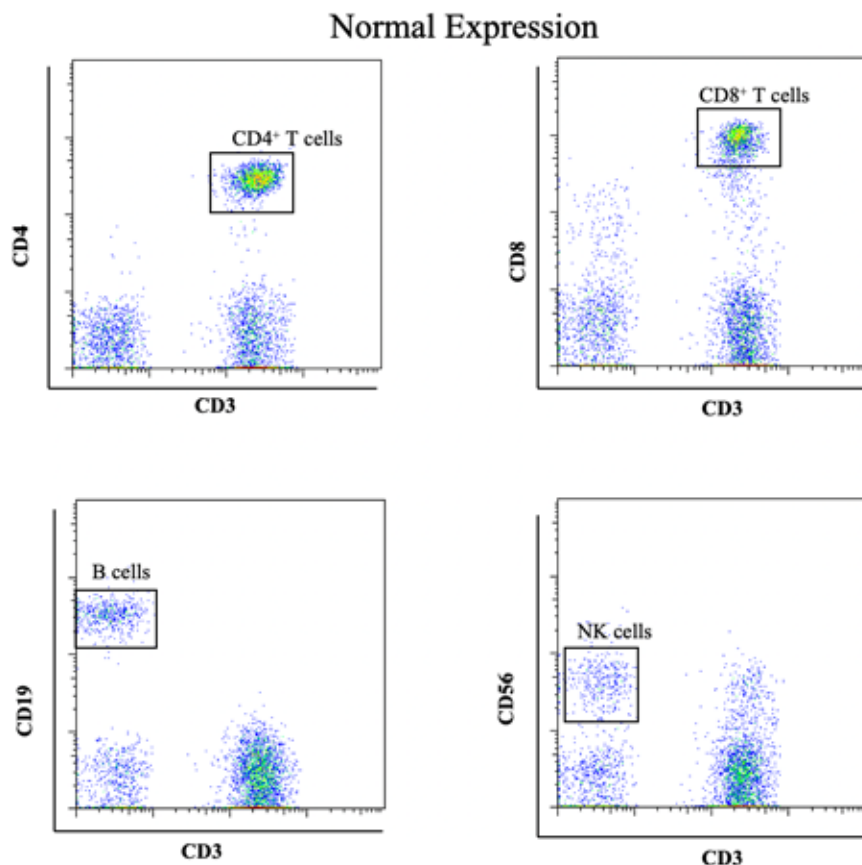 Normal Expression
CD4⁺ T cells
CD4
CD3
CD8⁺ T cells
CD8
CD3
B cells
CD19
CD3
NK cells
CD56
CD3